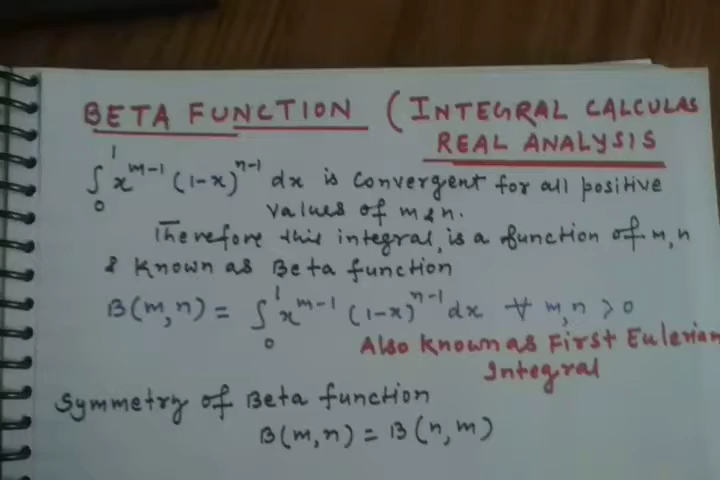 BETA FUNCTION (INTEGRAL CALCULAS
REAL ANALYSIS
∫₀¹ x^{m-1} (1-x)^{n-1} dx is convergent for all positive
values of m & n.
Therefore this integral, is a function of m, n
& known as Beta function
B(m,n) = ∫₀¹ x^{m-1} (1-x)^{n-1} dx ∀ m,n > 0
Also known as First Eulerian
Integral
Symmetry of Beta function
B(m,n) = B(n,m)